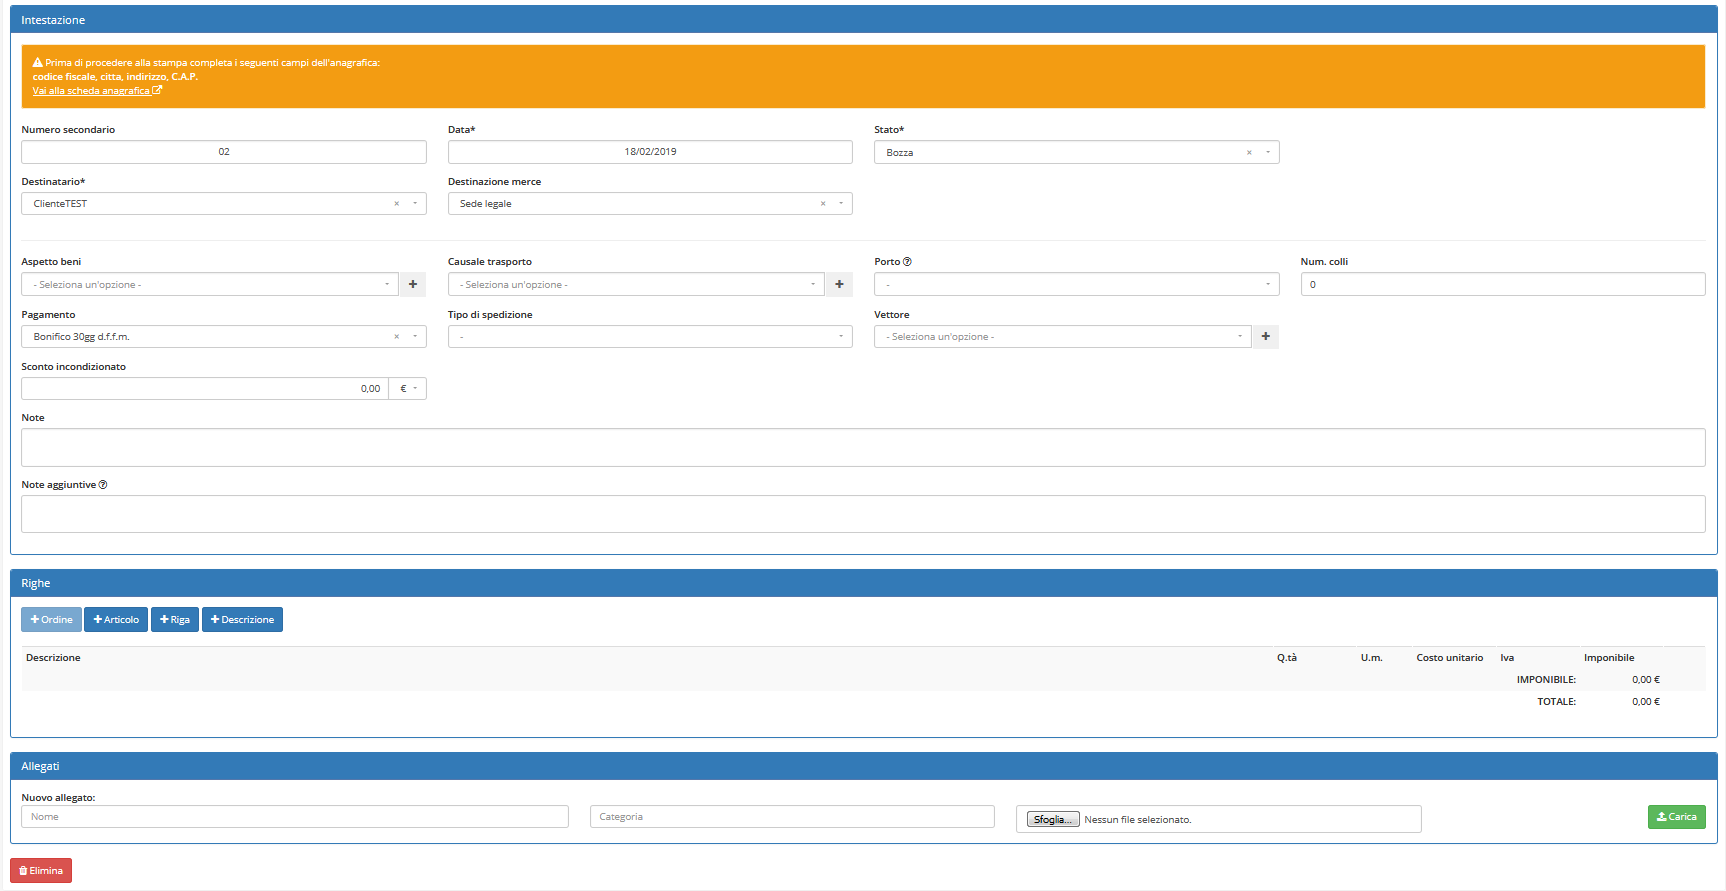 Intestazione
Prima di procedere alla stampa completa i seguenti campi dell'anagrafica:
codice fiscale, citta, indirizzo, C.A.P.
Vai alla scheda anagrafica
Numero secondario
Data*
Stato*
02
18/02/2019
Bozza
Destinatario*
Destinazione merce
ClienteTEST
Sede legale
Aspetto beni
Causale trasporto
Porto
Num. colli
- Seleziona un'opzione -
- Seleziona un'opzione -
-
0
Pagamento
Tipo di spedizione
Vettore
Bonifico 30gg d.f.f.m.
-
- Seleziona un'opzione -
Sconto incondizionato
0,00 €
Note
Note aggiuntive
Righe
Ordine
Articolo
Riga
Descrizione
Descrizione Q.tà U.m. Costo unitario Iva Imponibile
IMPONIBILE: 0,00 €
TOTALE: 0,00 €
Allegati
Nuovo allegato:
Nome
Categoria
Sfoglia... Nessun file selezionato.
Carica
Elimina